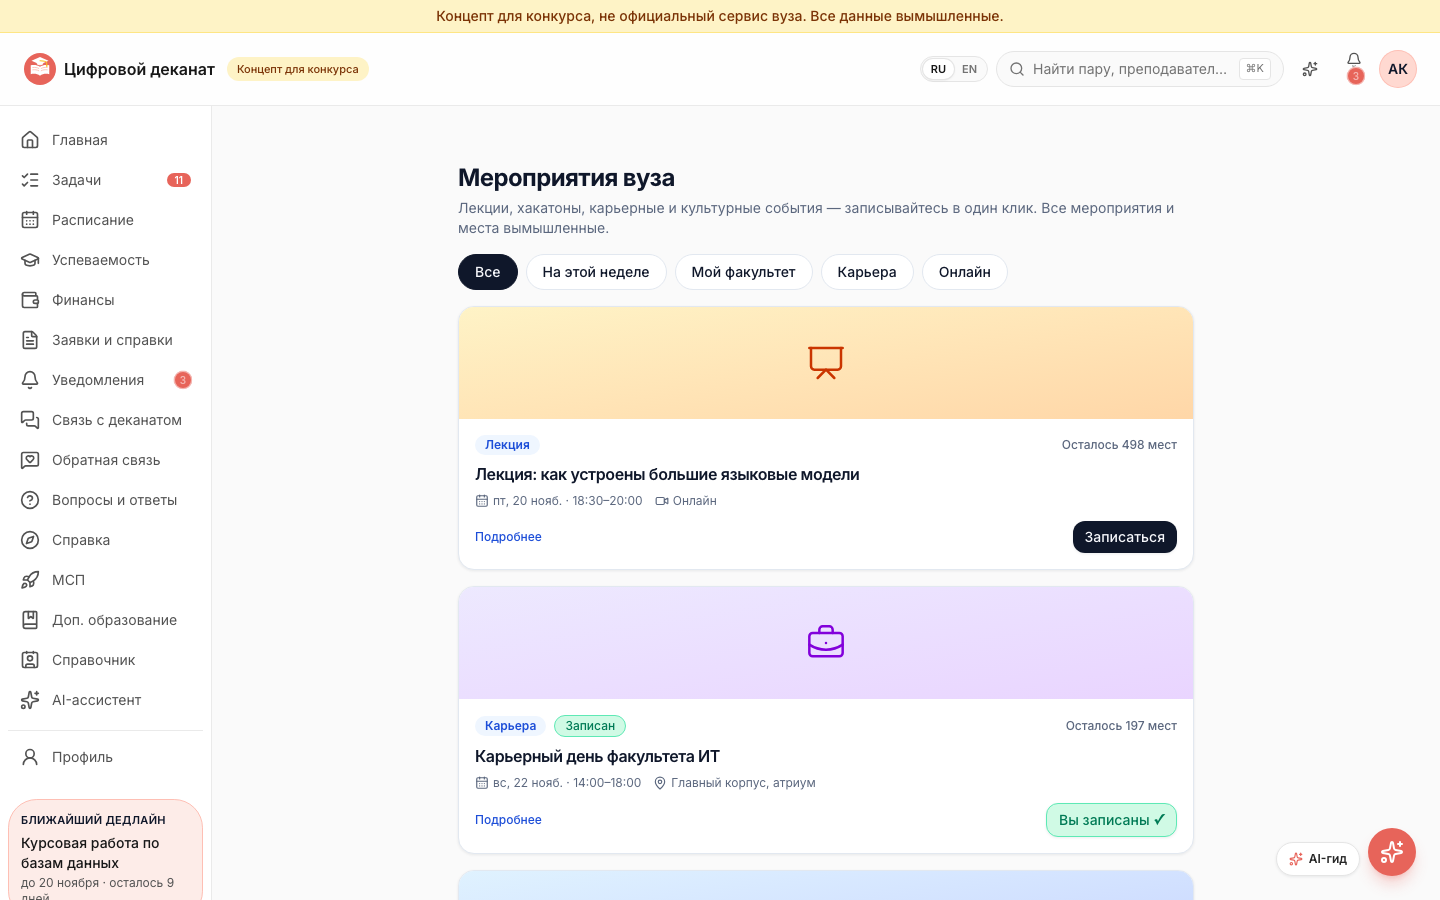 Концепт для конкурса, не официальный сервис вуза. Все данные вымышленные.
Цифровой деканат
Концепт для конкурса
RU EN
Найти пару, преподавател... ⌘K
3
АК
Главная
Задачи 11
Расписание
Успеваемость
Финансы
Заявки и справки
Уведомления 3
Связь с деканатом
Обратная связь
Вопросы и ответы
Справка
МСП
Доп. образование
Справочник
AI-ассистент
Профиль
БЛИЖАЙШИЙ ДЕДЛАЙН
Курсовая работа по
базам данных
до 20 ноября · осталось 9
дней
Мероприятия вуза
Лекции, хакатоны, карьерные и культурные события — записывайтесь в один клик. Все мероприятия и
места вымышленные.
Все На этой неделе Мой факультет Карьера Онлайн
Лекция Осталось 498 мест
Лекция: как устроены большие языковые модели
пт, 20 нояб. · 18:30–20:00 Онлайн
Подробнее Записаться
Карьера Записан Осталось 197 мест
Карьерный день факультета ИТ
вс, 22 нояб. · 14:00–18:00 Главный корпус, атриум
Подробнее Вы записаны ✓
AI-гид